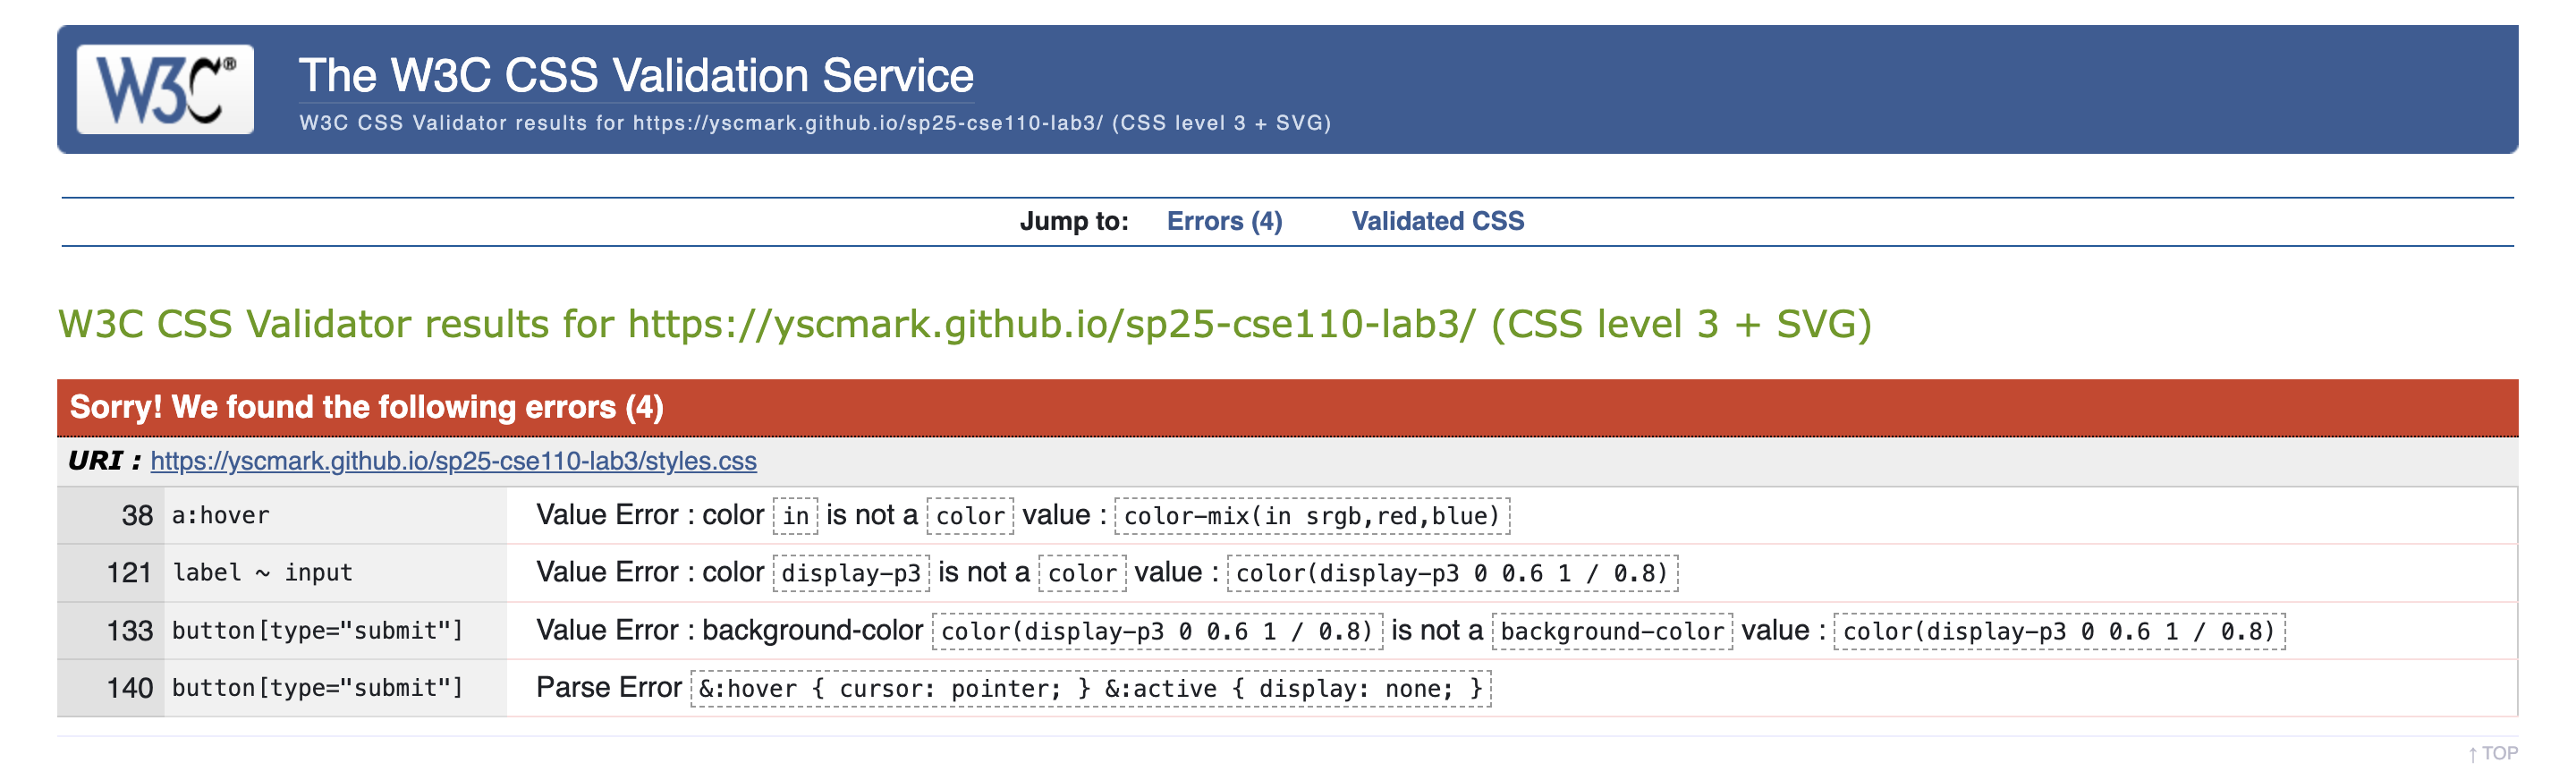 W3C®
The W3C CSS Validation Service
W3C CSS Validator results for https://yscmark.github.io/sp25-cse110-lab3/ (CSS level 3 + SVG)
Jump to: Errors (4) Validated CSS
W3C CSS Validator results for https://yscmark.github.io/sp25-cse110-lab3/ (CSS level 3 + SVG)
Sorry! We found the following errors (4)
URI : https://yscmark.github.io/sp25-cse110-lab3/styles.css
38 a:hover Value Error : color in is not a color value : color-mix(in srgb,red,blue)
121 label ~ input Value Error : color display-p3 is not a color value : color(display-p3 0 0.6 1 / 0.8)
133 button[type="submit"] Value Error : background-color color(display-p3 0 0.6 1 / 0.8) is not a background-color value : color(display-p3 0 0.6 1 / 0.8)
140 button[type="submit"] Parse Error &:hover { cursor: pointer; } &:active { display: none; }
↑ TOP